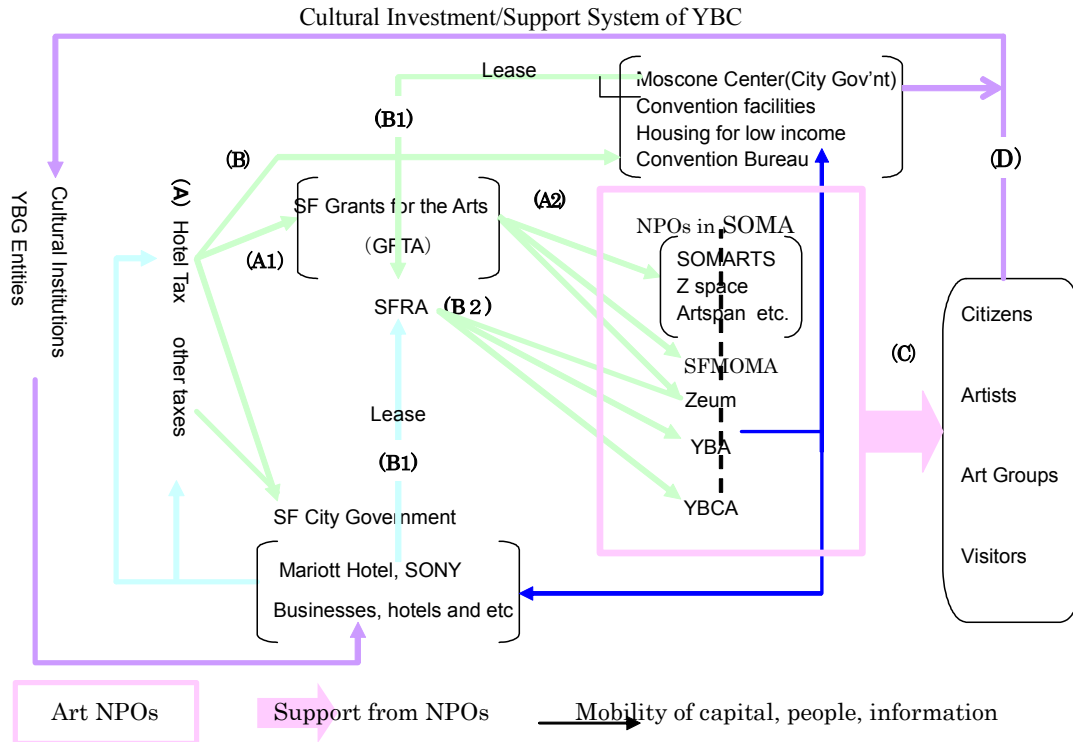 Cultural Investment/Support System of YBC
Lease
Moscone Center(City Gov'nt)
Convention facilities
Housing for low income
Convention Bureau
(B1)
(B)
(D)
(A)
Hotel Tax
other taxes
Cultural Institutions
YBG Entities
SF Grants for the Arts
(GFTA)
(A1)
(A2)
NPOs in SOMA
SOMARTS
Z space
Artspan etc.
SFMOMA
Zeum
YBA
YBCA
SFRA
(B2)
Lease
(B1)
(C)
Citizens
Artists
Art Groups
Visitors
SF City Government
Mariott Hotel, SONY
Businesses, hotels and etc
Art NPOs
Support from NPOs
Mobility of capital, people, information